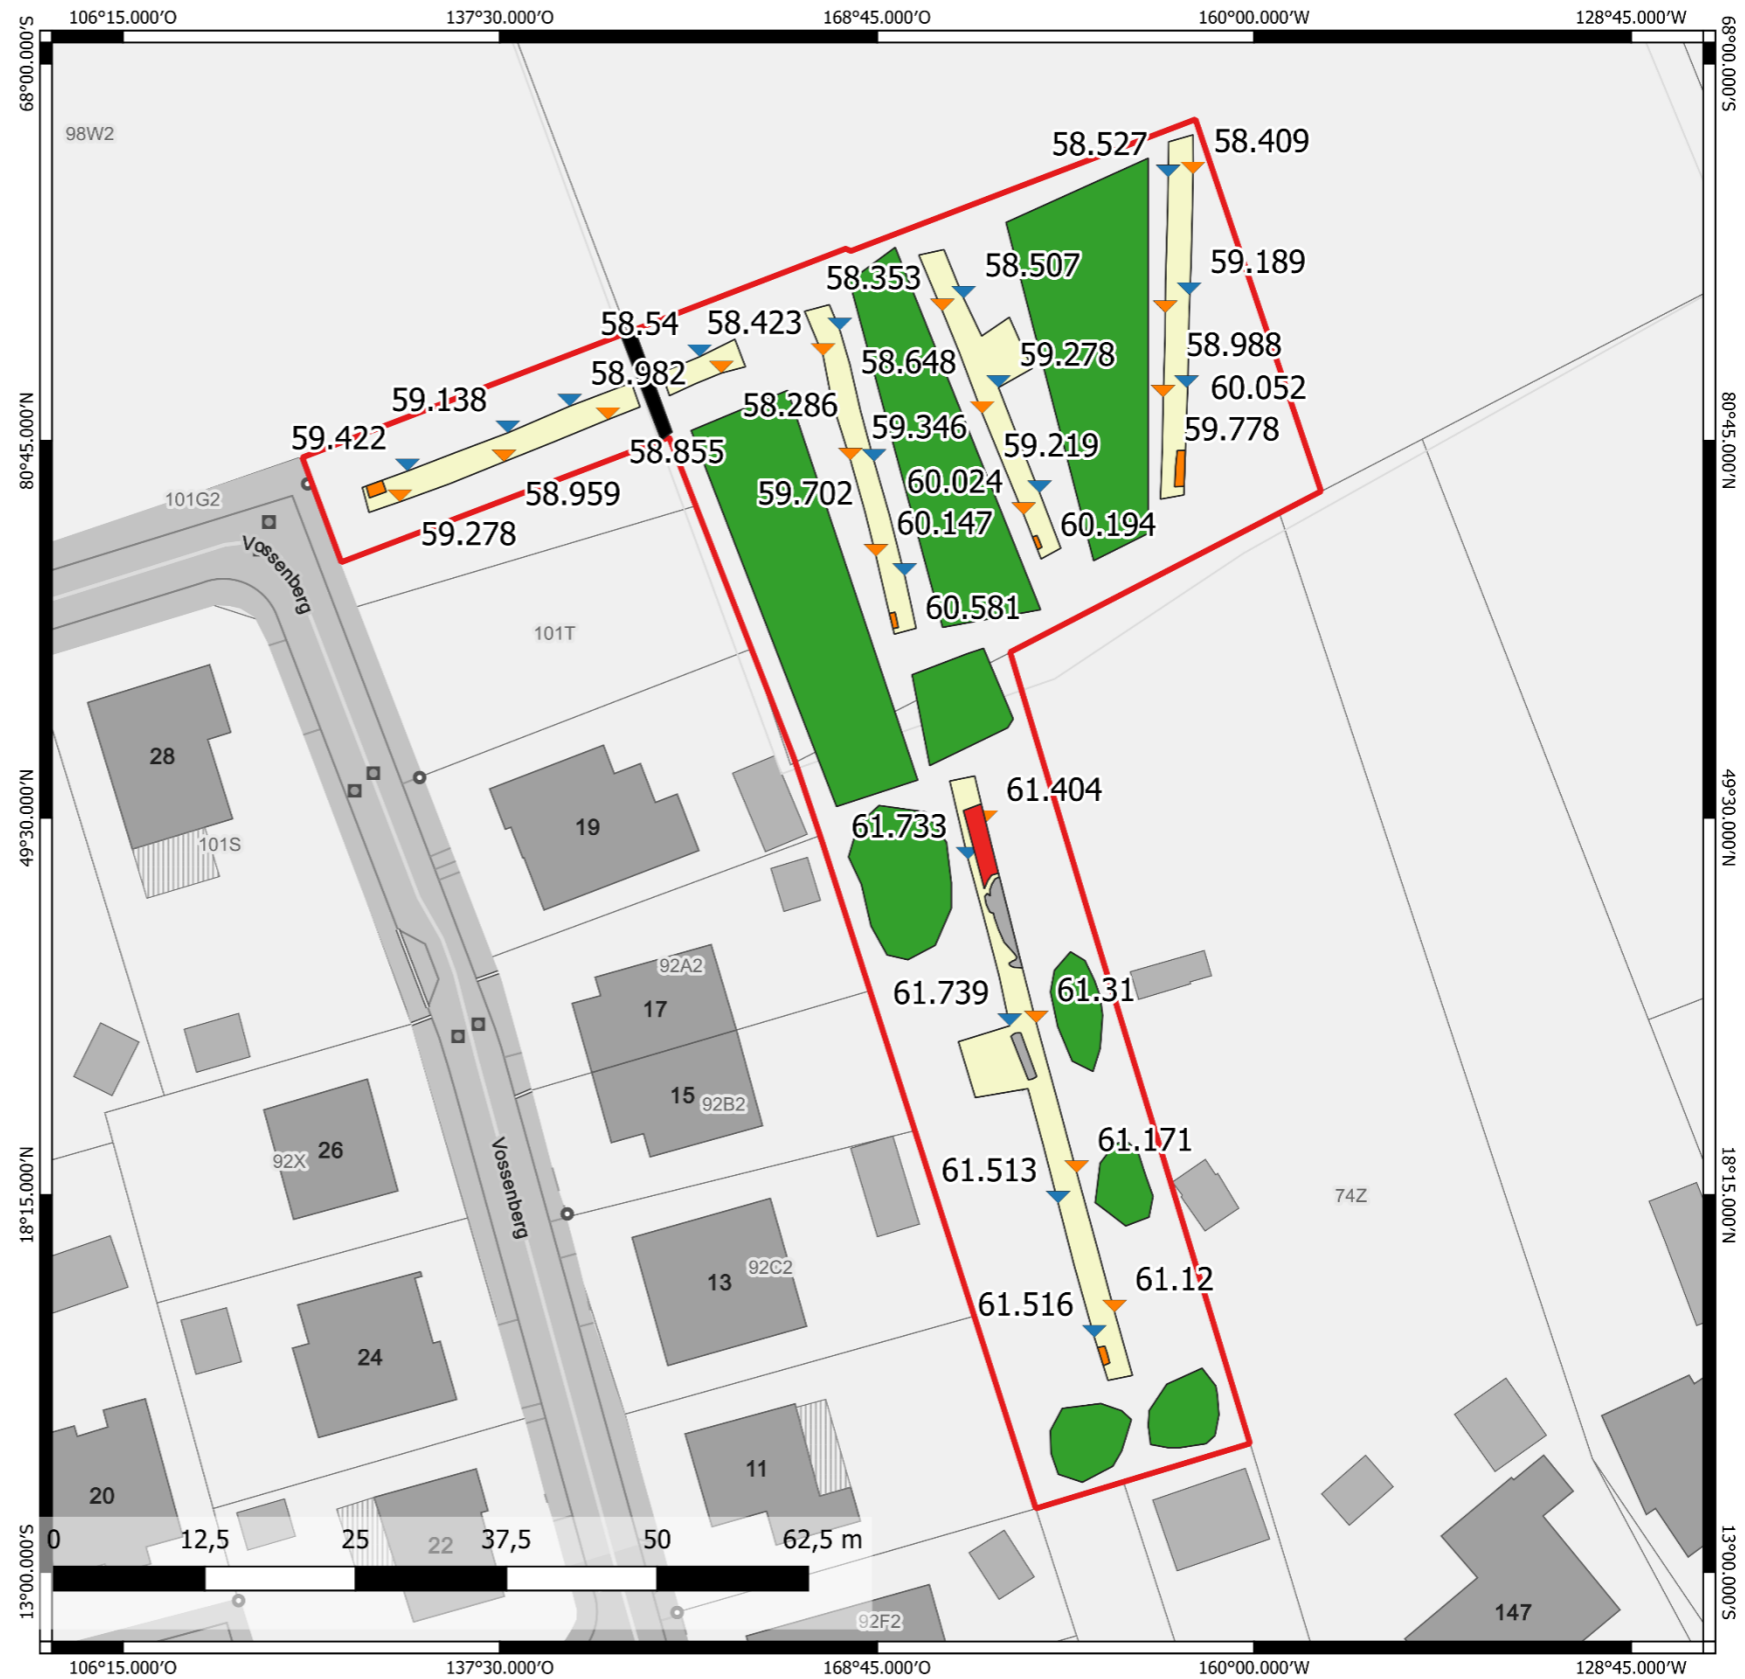 106°15.000′O 137°30.000′O 168°45.000′O 160°00.000′W 128°45.000′W
68°00.000′S
68°00.000′S
98W2
58.527
58.409
58.353
58.507
59.189
58.54
58.423
58.982
58.648
59.278
58.988
59.138
58.286
60.052
59.422
58.855
59.346
59.219
59.778
80°45.000′N
80°45.000′N
101G2
58.959
59.702
60.024
59.278
60.147
60.194
Vossenberg
101T
60.581
28
19
61.404
61.733
49°30.000′N
49°30.000′N
101S
92A2
17
61.739
61.31
15
92B2
26
92X
Vossenberg
61.171
61.513
74Z
18°15.000′N
18°15.000′N
13
92C2
61.516
61.12
24
11
20
22
147
92F2
13°00.000′S
13°00.000′S
0 12,5 25 37,5 50 62,5 m
106°15.000′O 137°30.000′O 168°45.000′O 160°00.000′W 128°45.000′W